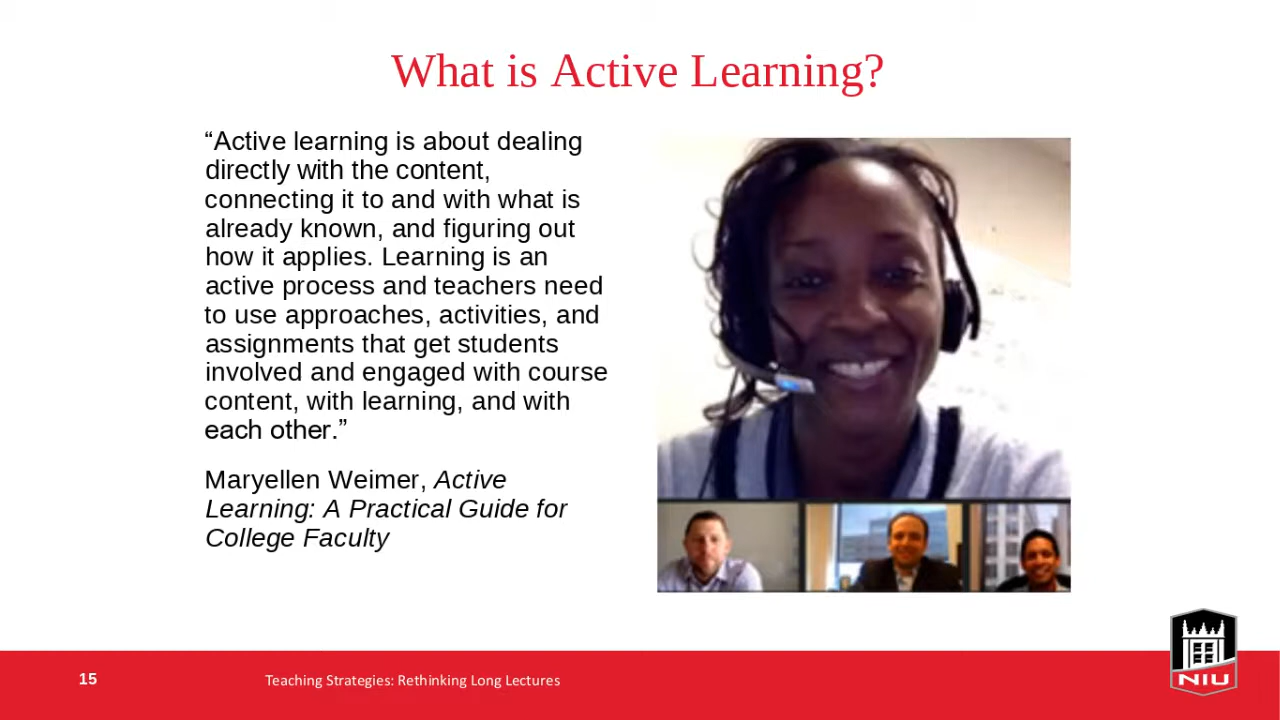 What is Active Learning?
“Active learning is about dealing
directly with the content,
connecting it to and with what is
already known, and figuring out
how it applies. Learning is an
active process and teachers need
to use approaches, activities, and
assignments that get students
involved and engaged with course
content, with learning, and with
each other.”
Maryellen Weimer, Active
Learning: A Practical Guide for
College Faculty
15
Teaching Strategies: Rethinking Long Lectures
NIU